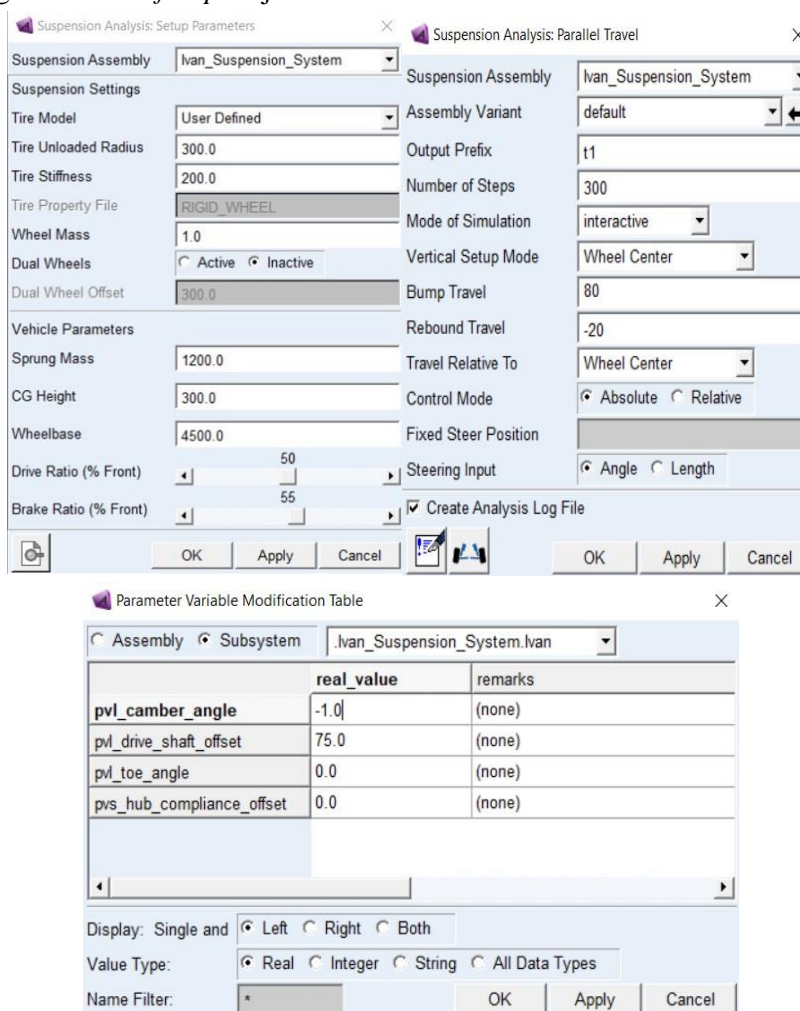 Suspension Analysis: Setup Parameters
Suspension Assembly Ivan_Suspension_System
Suspension Settings
Tire Model User Defined
Tire Unloaded Radius 300.0
Tire Stiffness 200.0
Tire Property File RIGID_WHEEL
Wheel Mass 1.0
Dual Wheels Active Inactive
Dual Wheel Offset 300.0
Vehicle Parameters
Sprung Mass 1200.0
CG Height 300.0
Wheelbase 4500.0
50
Drive Ratio (% Front)
55
Brake Ratio (% Front)
OK Apply Cancel
Suspension Analysis: Parallel Travel
Suspension Assembly Ivan_Suspension_System
Assembly Variant default
Output Prefix t1
Number of Steps 300
Mode of Simulation interactive
Vertical Setup Mode Wheel Center
Bump Travel 80
Rebound Travel -20
Travel Relative To Wheel Center
Control Mode Absolute Relative
Fixed Steer Position
Steering Input Angle Length
Create Analysis Log File
OK Apply Cancel
Parameter Variable Modification Table
Assembly Subsystem .Ivan_Suspension_System.Ivan
real_value remarks
pvl_camber_angle -1.0 (none)
pvl_drive_shaft_offset 75.0 (none)
pvl_toe_angle 0.0 (none)
pvs_hub_compliance_offset 0.0 (none)
Display: Single and Left Right Both
Value Type: Real Integer String All Data Types
Name Filter: * OK Apply Cancel